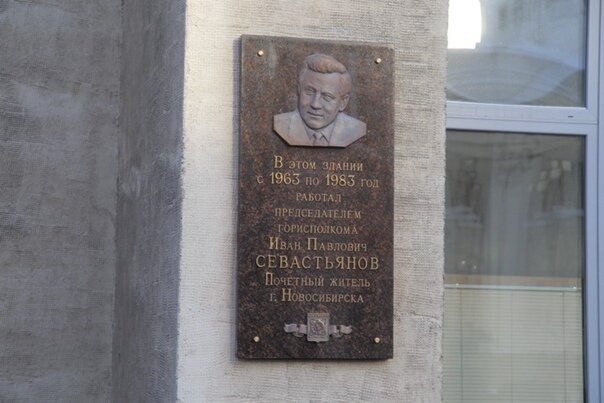 В этом здании
с 1963 по 1983 год
работал
председателем
горисполкома
Иван Павлович
СЕВАСТЬЯНОВ
Почетный житель
г. Новосибирска